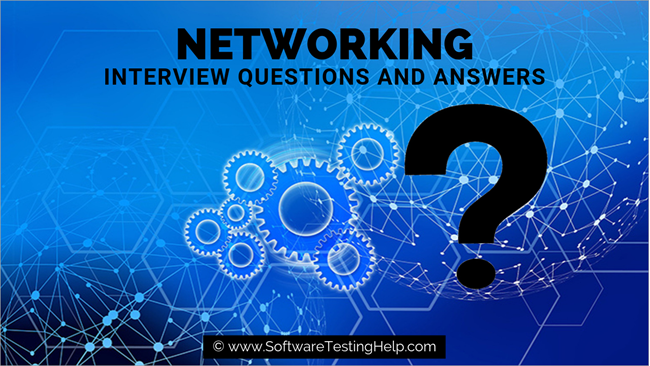 NETWORKING
INTERVIEW QUESTIONS AND ANSWERS
?
© www.SoftwareTestingHelp.com